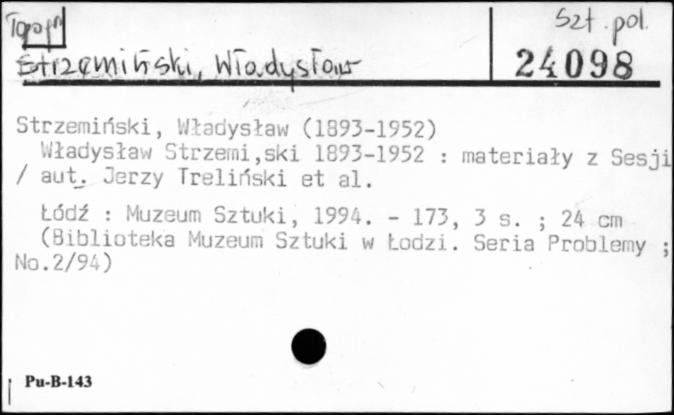 Szt. pol.
Strzemiński, Władysław
24098
Strzemiński, Władysław (1893-1952)
Władysław Strzemi,ski 1893-1952 : materiały z Sesji
/ aut. Jerzy Treliński et al.
Łódź : Muzeum Sztuki, 1994. - 173, 3 s. ; 24 cm
(Biblioteka Muzeum Sztuki w Łodzi. Seria Problemy ;
No.2/94)
Pu-B-143